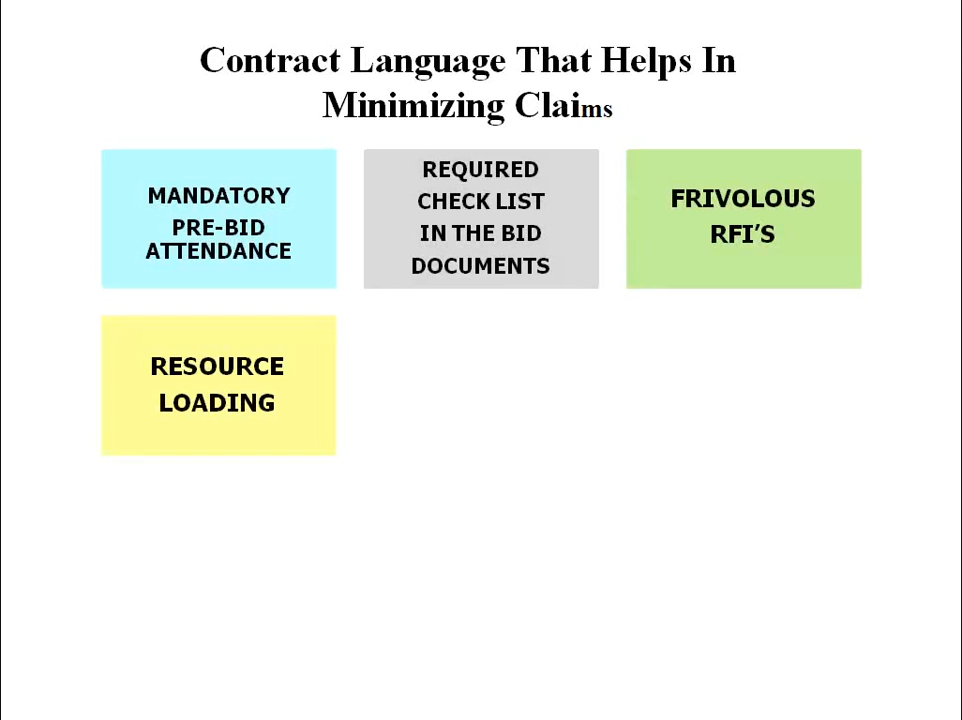 Contract Language That Helps In
Minimizing Claims
MANDATORY
PRE-BID
ATTENDANCE
REQUIRED
CHECK LIST
IN THE BID
DOCUMENTS
FRIVOLOUS
RFI’S
RESOURCE
LOADING